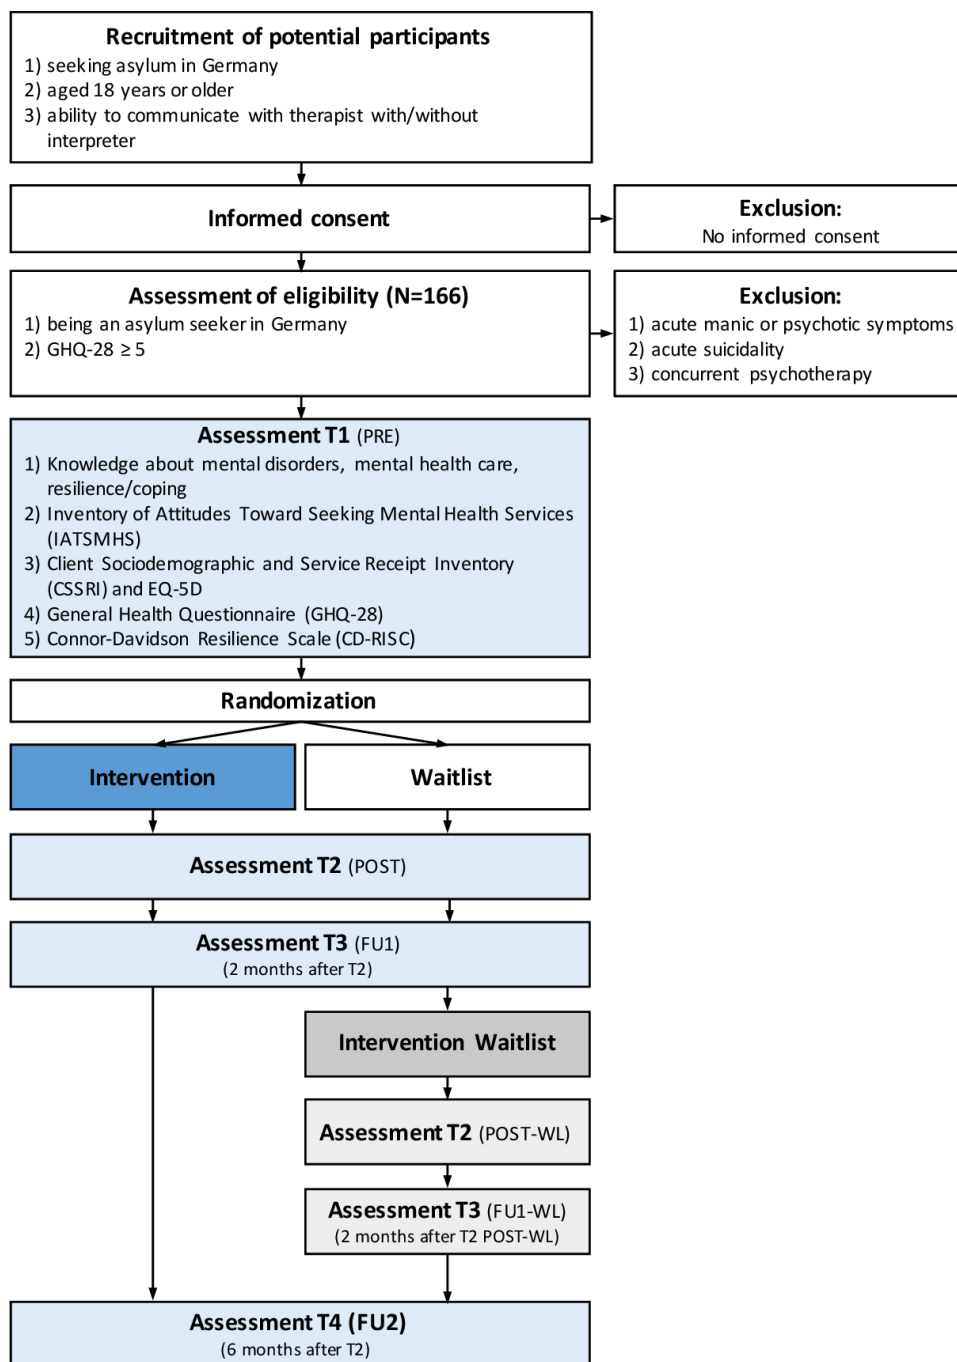 Recruitment of potential participants
1) seeking asylum in Germany
2) aged 18 years or older
3) ability to communicate with therapist with/without
interpreter
Informed consent
Exclusion:
No informed consent
Assessment of eligibility (N=166)
1) being an asylum seeker in Germany
2) GHQ-28 ≥ 5
Exclusion:
1) acute manic or psychotic symptoms
2) acute suicidality
3) concurrent psychotherapy
Assessment T1 (PRE)
1) Knowledge about mental disorders, mental health care,
resilience/coping
2) Inventory of Attitudes Toward Seeking Mental Health Services
(IATSMHS)
3) Client Sociodemographic and Service Receipt Inventory
(CSSRI) and EQ-5D
4) General Health Questionnaire (GHQ-28)
5) Connor-Davidson Resilience Scale (CD-RISC)
Randomization
Intervention
Waitlist
Assessment T2 (POST)
Assessment T3 (FU1)
(2 months after T2)
Intervention Waitlist
Assessment T2 (POST-WL)
Assessment T3 (FU1-WL)
(2 months after T2 POST-WL)
Assessment T4 (FU2)
(6 months after T2)